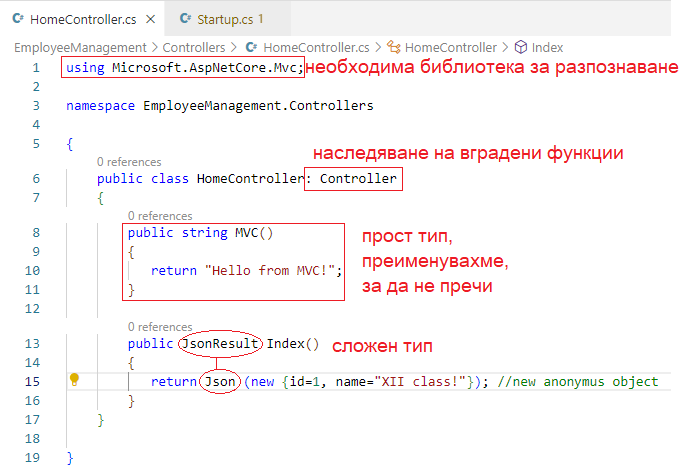 HomeController.cs Startup.cs 1
EmployeeManagement > Controllers > HomeController.cs > HomeController > Index
1 using Microsoft.AspNetCore.Mvc; необходима библиотека за разпознаване
2
3 namespace EmployeeManagement.Controllers
4
5 {
0 references
наследяване на вградени функции
6 public class HomeController: Controller
7 {
0 references
8 public string MVC() прост тип,
9 { преименувахме,
10 return "Hello from MVC!"; за да не пречи
11 }
12
0 references
13 public JsonResult Index() сложен тип
14 {
15 return Json (new {id=1, name="XII class!"}); //new anonymus object
16 }
17 }
18
19 }